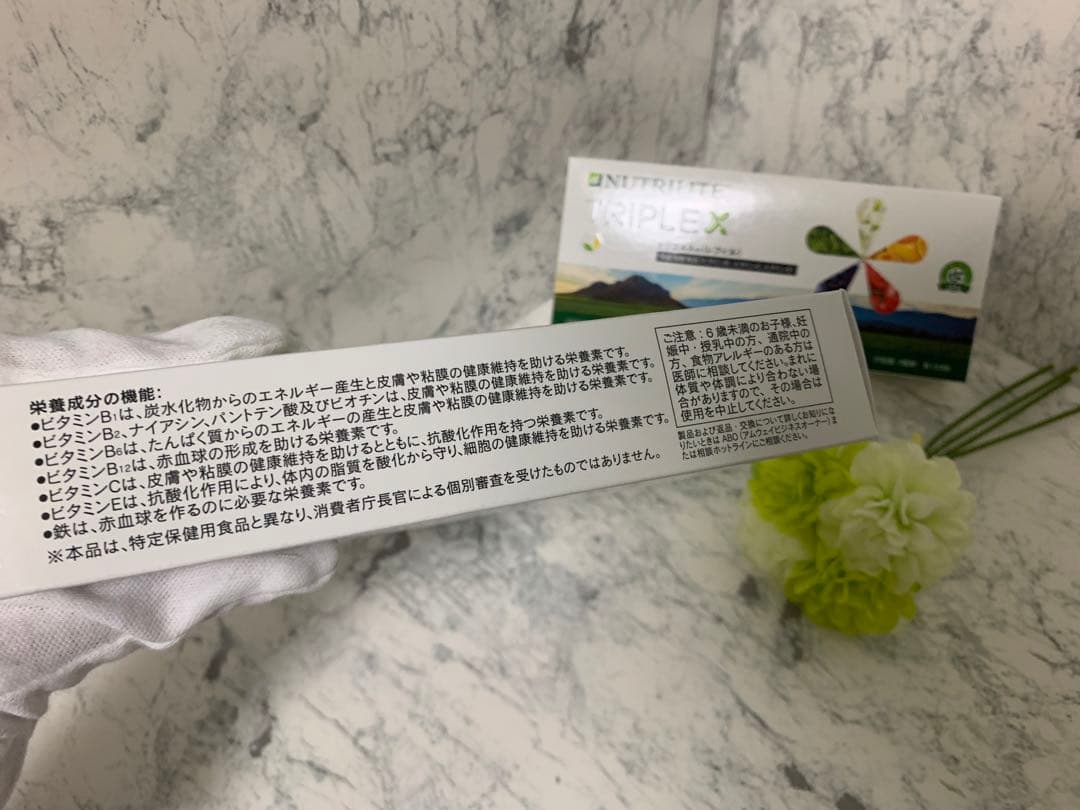 NUTRILITE
TRIPLE X
栄養成分の機能:
●ビタミンB1は、炭水化物からのエネルギー産生と皮膚や粘膜の健康維持を助ける栄養素です。
●ビタミンB2、ナイアシン、パントテン酸及びビオチンは、皮膚や粘膜の健康維持を助ける栄養素です。
●ビタミンB6は、たんぱく質からのエネルギーの産生と皮膚や粘膜の健康維持を助ける栄養素です。
●ビタミンB12は、赤血球の形成を助ける栄養素です。
●ビタミンCは、皮膚や粘膜の健康維持を助けるとともに、抗酸化作用を持つ栄養素です。
●ビタミンEは、抗酸化作用により、体内の脂質を酸化から守り、細胞の健康維持を助ける栄養素です。
●鉄は、赤血球を作るのに必要な栄養素です。
※本品は、特定保健用食品と異なり、消費者庁長官による個別審査を受けたものではありません。
ご注意:6歳未満のお子様、妊
娠中・授乳中の方、通院中の
方、食物アレルギーのある方は
医師に相談してください。まれに
体質や体調により合わない場
合がありますので、その場合は
使用を中止してください。
製品および返品・交換について詳しくお知りにな
りたいときは ABO(アムウェイビジネスオーナー)ま
たは相談ホットラインにご相談ください。